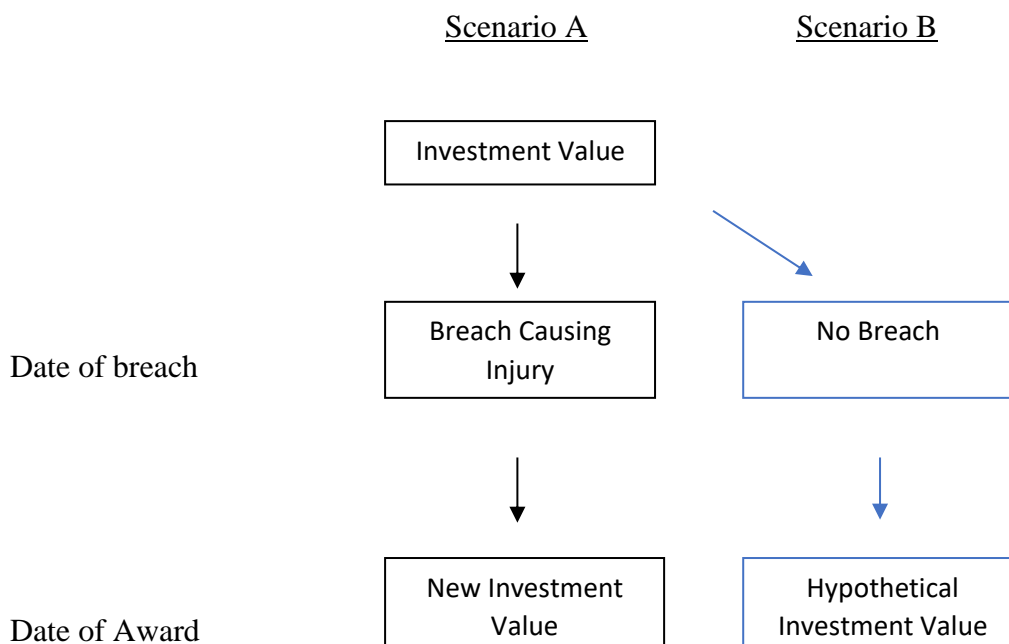 Scenario A
Scenario B
Investment Value
Date of breach
Breach Causing
Injury
No Breach
Date of Award
New Investment
Value
Hypothetical
Investment Value